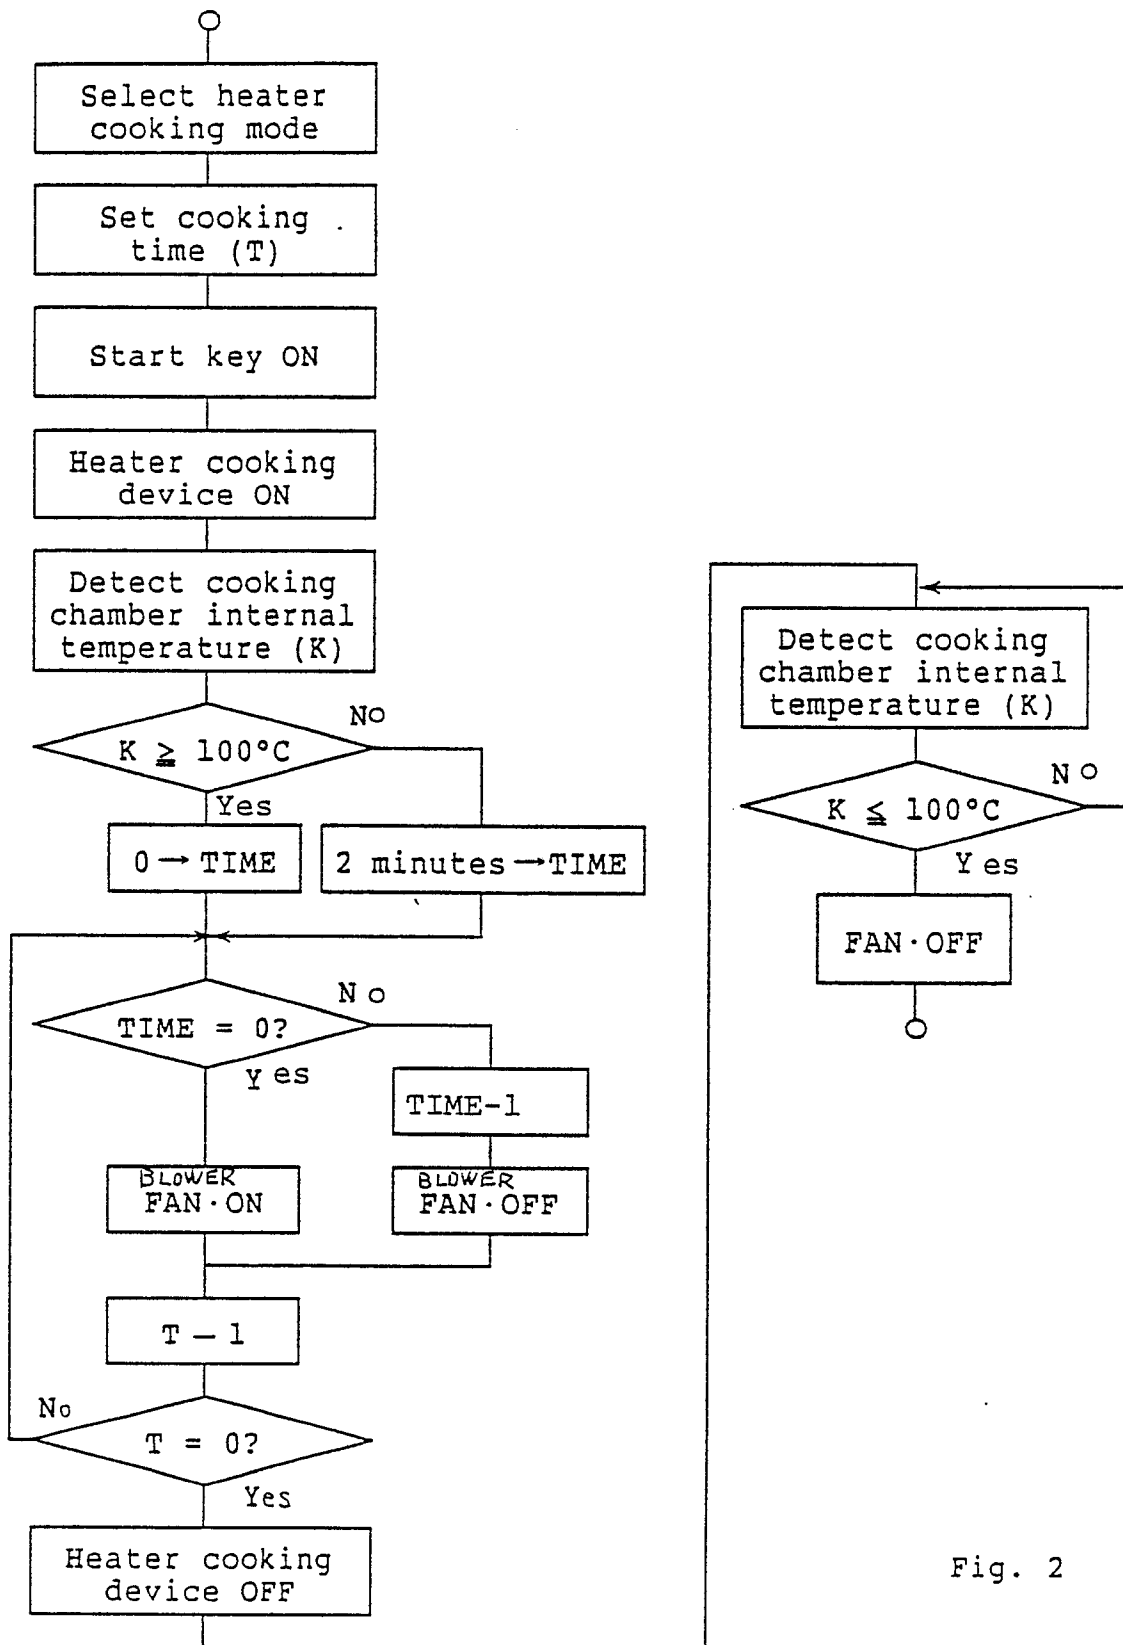 Select heater
cooking mode
Set cooking
time (T)
Start key ON
Heater cooking
device ON
Detect cooking
chamber internal
temperature (K)
No
K ≧ 100°C
Yes
0 → TIME
2 minutes → TIME
No
TIME = 0?
Yes
TIME-1
BLOWER
FAN·ON
BLOWER
FAN·OFF
T - 1
No
T = 0?
Yes
Heater cooking
device OFF
Detect cooking
chamber internal
temperature (K)
NO
K ≦ 100°C
Yes
FAN·OFF
Fig. 2